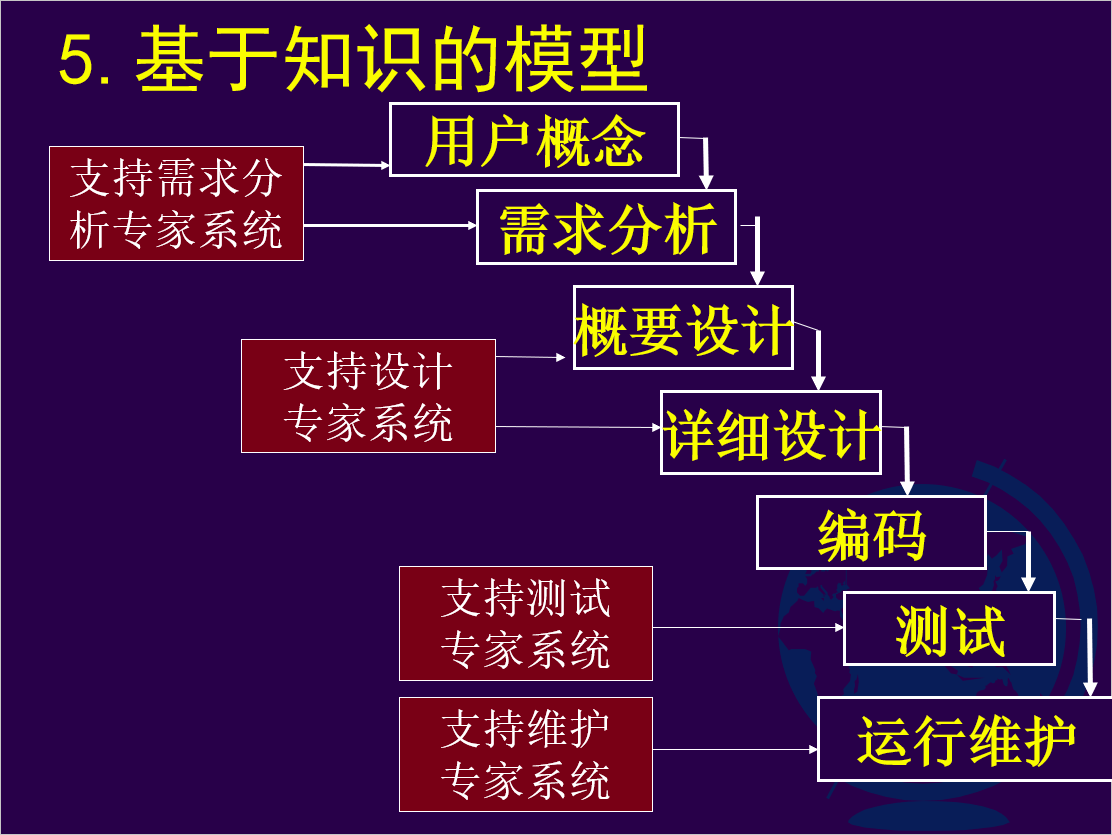 5.基于知识的模型
用户概念
支持需求分
析专家系统
需求分析
概要设计
支持设计
专家系统
详细设计
编码
支持测试
专家系统
测试
支持维护
专家系统
运行维护